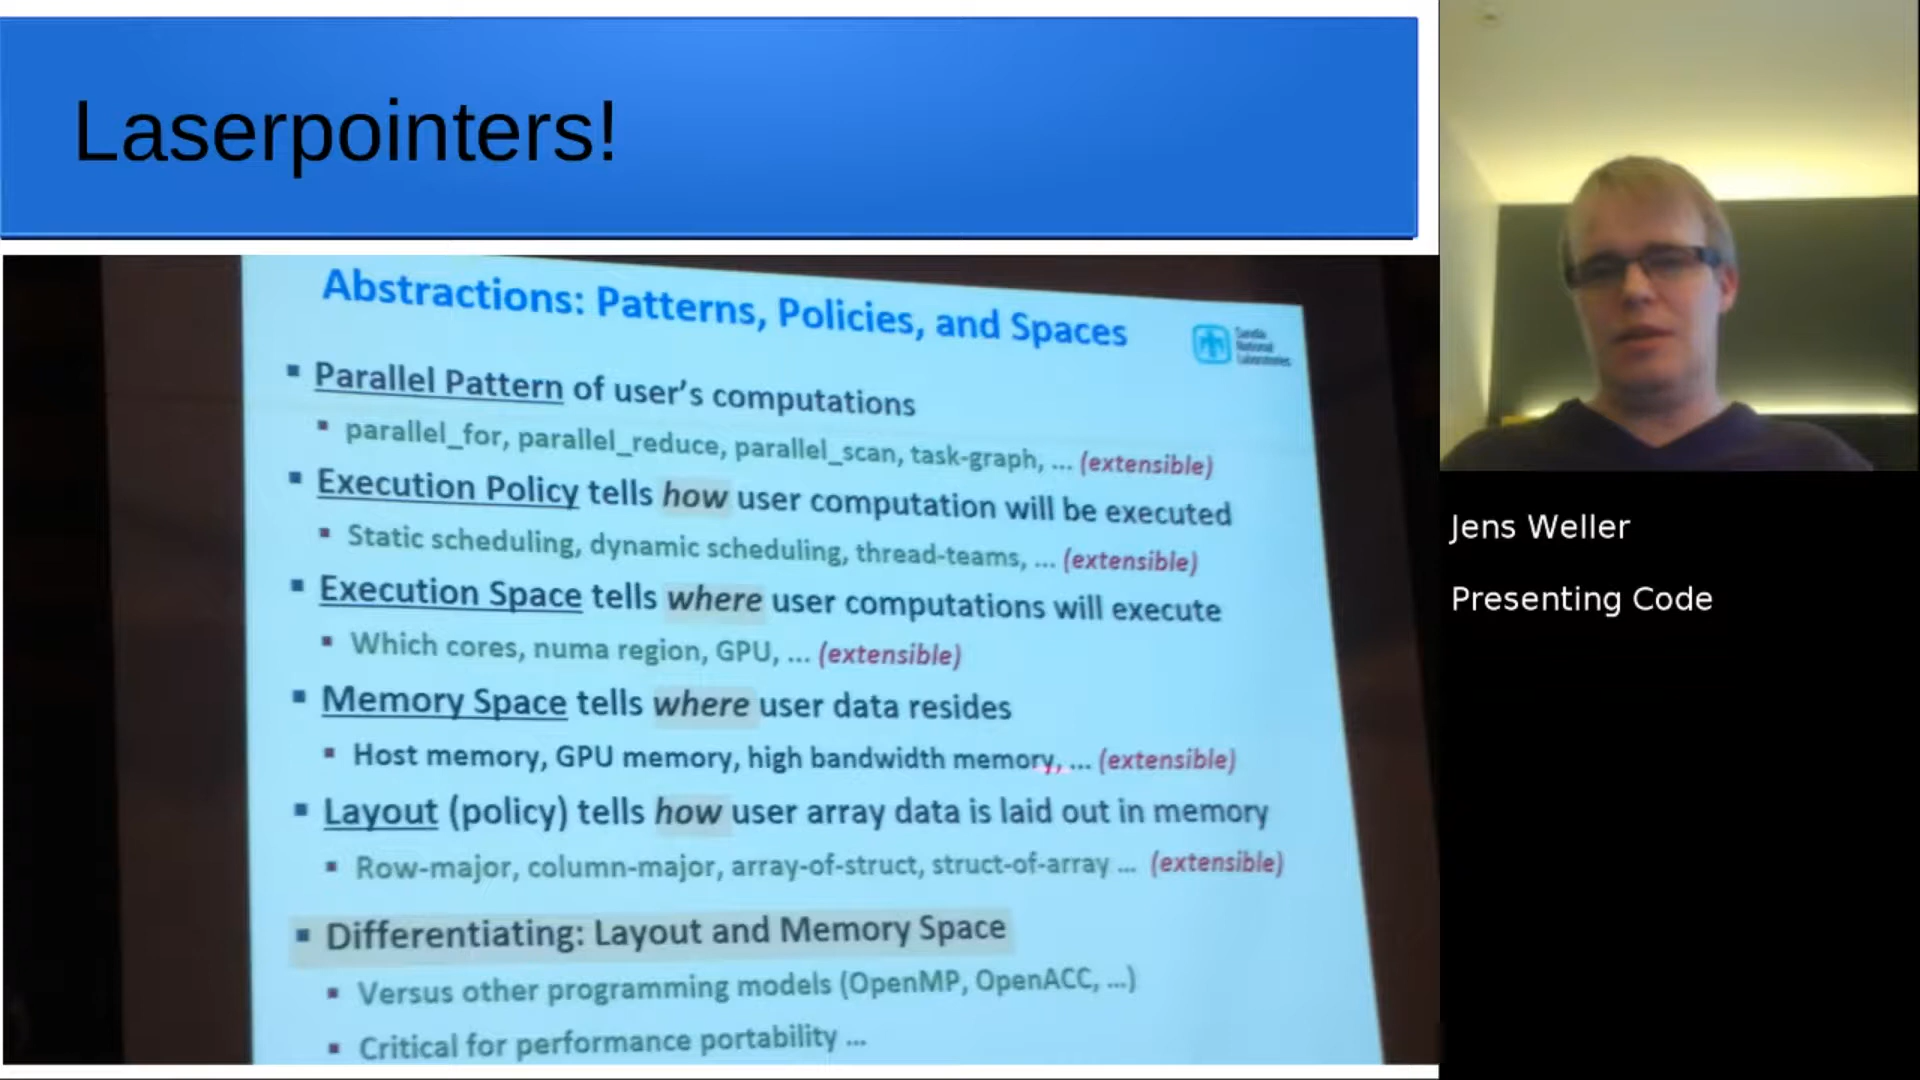 Laserpointers!
Abstractions: Patterns, Policies, and Spaces
Sandia
National
Laboratories
Parallel Pattern of user's computations
parallel_for, parallel_reduce, parallel_scan, task-graph, ... (extensible)
Execution Policy tells how user computation will be executed
Static scheduling, dynamic scheduling, thread-teams, ... (extensible)
Execution Space tells where user computations will execute
Which cores, numa region, GPU, ... (extensible)
Memory Space tells where user data resides
Host memory, GPU memory, high bandwidth memory, ... (extensible)
Layout (policy) tells how user array data is laid out in memory
Row-major, column-major, array-of-struct, struct-of-array ... (extensible)
Differentiating: Layout and Memory Space
Versus other programming models (OpenMP, OpenACC, ...)
Critical for performance portability ...
Jens Weller
Presenting Code